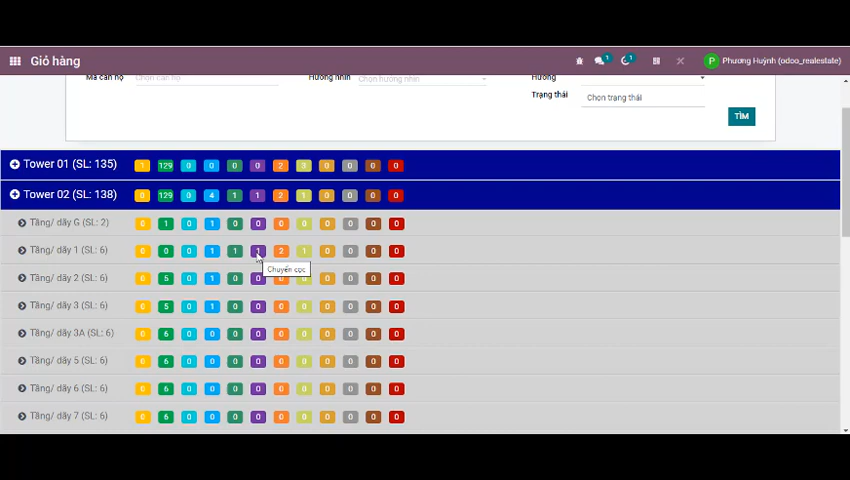 Giỏ hàng 1 1 P Phương Huỳnh (odoo_realestate)
Mã căn hộ Chọn căn hộ Hướng nhìn Chọn hướng nhìn Hướng
Trạng thái Chọn trạng thái
TÌM
Tower 01 (SL: 135) 1 129 0 0 0 0 2 3 0 0 0 0
Tower 02 (SL: 138) 0 129 0 4 1 1 2 1 0 0 0 0
Tầng/ dãy G (SL: 2) 0 1 0 1 0 0 0 0 0 0 0 0
Tầng/ dãy 1 (SL: 6) 0 0 0 1 1 1 2 1 0 0 0 0
Chuyển cọc
Tầng/ dãy 2 (SL: 6) 0 5 0 1 0 0 0 0 0 0 0 0
Tầng/ dãy 3 (SL: 6) 0 5 0 1 0 0 0 0 0 0 0 0
Tầng/ dãy 3A (SL: 6) 0 6 0 0 0 0 0 0 0 0 0 0
Tầng/ dãy 5 (SL: 6) 0 6 0 0 0 0 0 0 0 0 0 0
Tầng/ dãy 6 (SL: 6) 0 6 0 0 0 0 0 0 0 0 0 0
Tầng/ dãy 7 (SL: 6) 0 6 0 0 0 0 0 0 0 0 0 0